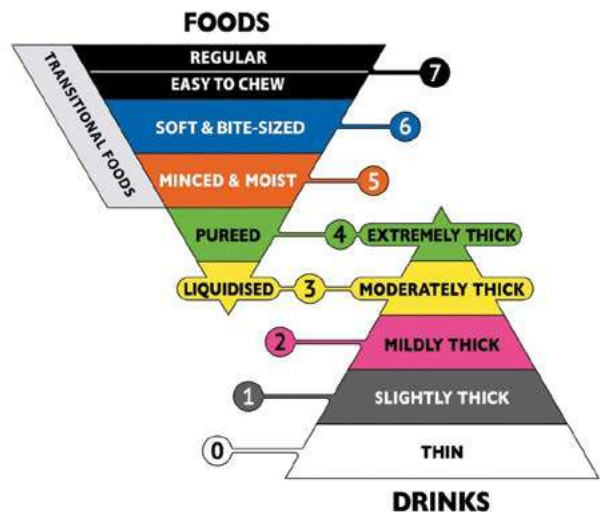 FOODS
TRANSITIONAL FOODS
REGULAR
7
EASY TO CHEW
SOFT & BITE-SIZED
6
MINCED & MOIST
5
PUREED
4
EXTREMELY THICK
LIQUIDISED
3
MODERATELY THICK
2
MILDLY THICK
1
SLIGHTLY THICK
0
THIN
DRINKS